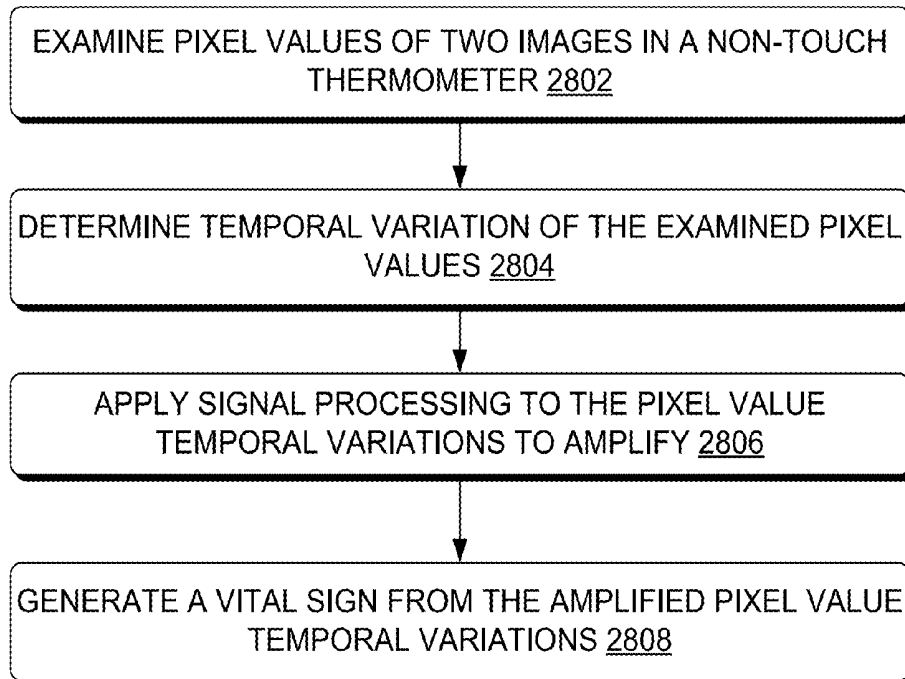 EXAMINE PIXEL VALUES OF TWO IMAGES IN A NON-TOUCH
THERMOMETER 2802
DETERMINE TEMPORAL VARIATION OF THE EXAMINED PIXEL
VALUES 2804
APPLY SIGNAL PROCESSING TO THE PIXEL VALUE
TEMPORAL VARIATIONS TO AMPLIFY 2806
GENERATE A VITAL SIGN FROM THE AMPLIFIED PIXEL VALUE
TEMPORAL VARIATIONS 2808